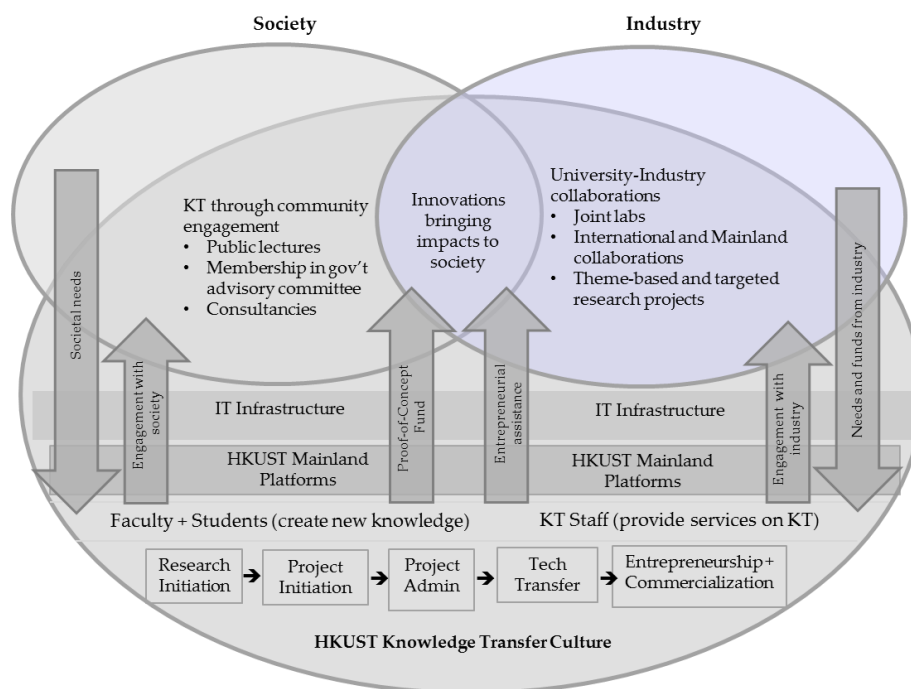 Society
Industry
KT through community
engagement
• Public lectures
• Membership in gov't
advisory committee
• Consultancies
Innovations
bringing
impacts to
society
University-Industry
collaborations
• Joint labs
• International and Mainland
collaborations
• Theme-based and targeted
research projects
Societal needs
Engagement with
society
Proof-of-Concept
Fund
Entrepreneurial
assistance
Engagement with
industry
Needs and funds from industry
IT Infrastructure
IT Infrastructure
HKUST Mainland
Platforms
HKUST Mainland
Platforms
Faculty + Students (create new knowledge)
KT Staff (provide services on KT)
Research
Initiation
Project
Initiation
Project
Admin
Tech
Transfer
Entrepreneurship +
Commercialization
HKUST Knowledge Transfer Culture